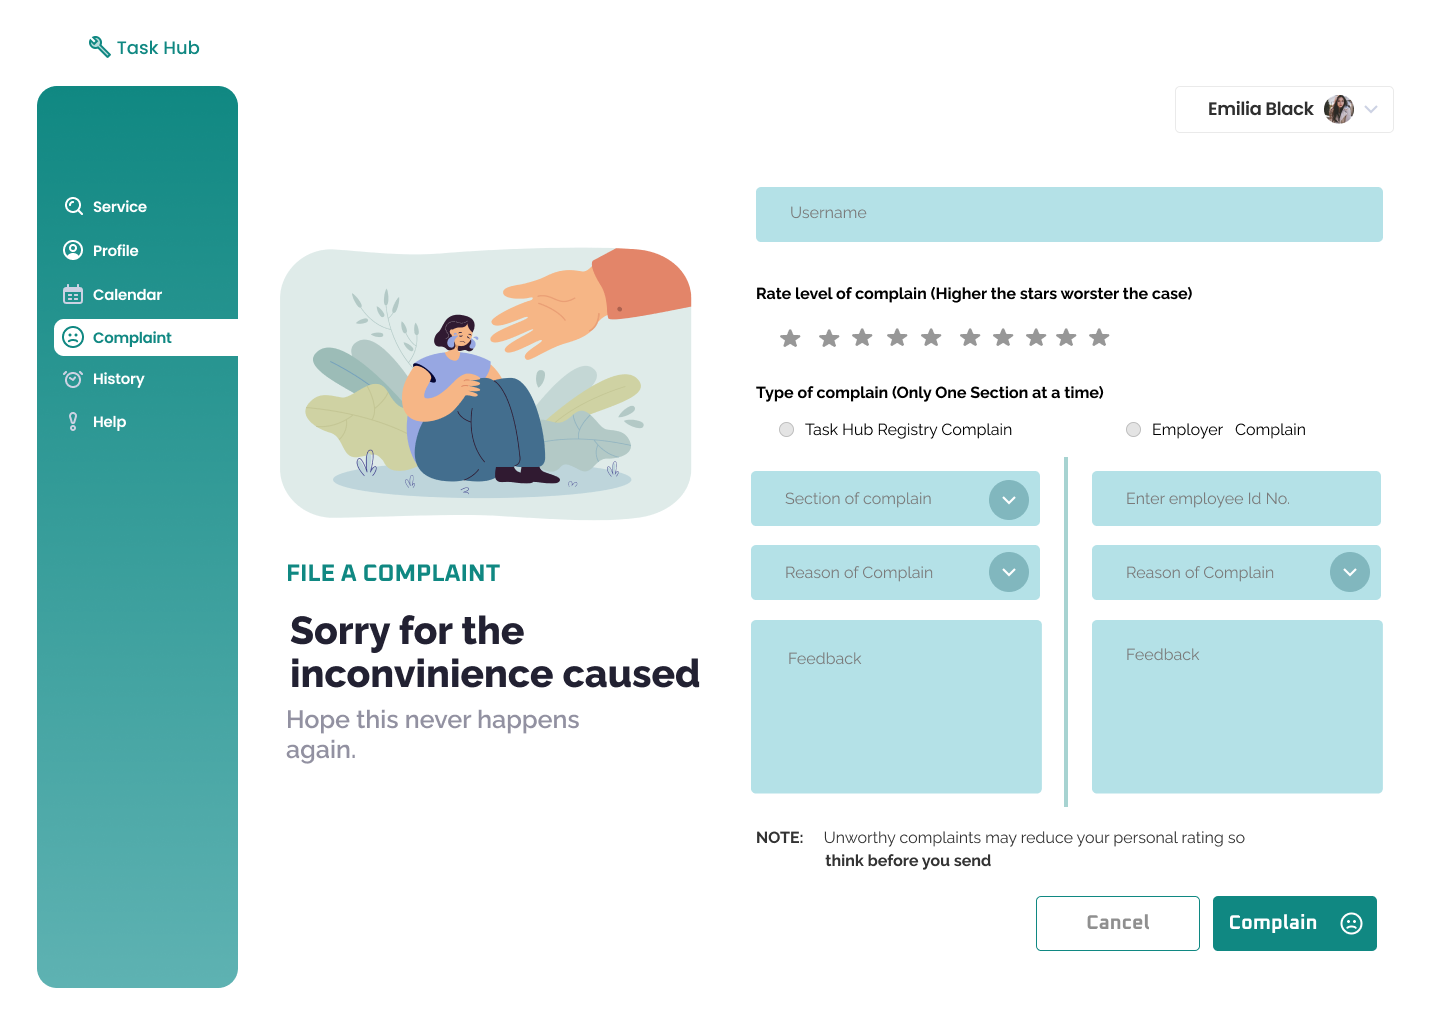 Task Hub
Emilia Black
Service
Profile
Calendar
Complaint
History
Help
FILE A COMPLAINT
Sorry for the
inconvinience caused
Hope this never happens
again.
Username
Rate level of complain (Higher the stars worster the case)
Type of complain (Only One Section at a time)
Task Hub Registry Complain
Employer Complain
Section of complain
Enter employee Id No.
Reason of Complain
Reason of Complain
Feedback
Feedback
NOTE: Unworthy complaints may reduce your personal rating so
think before you send
Cancel
Complain